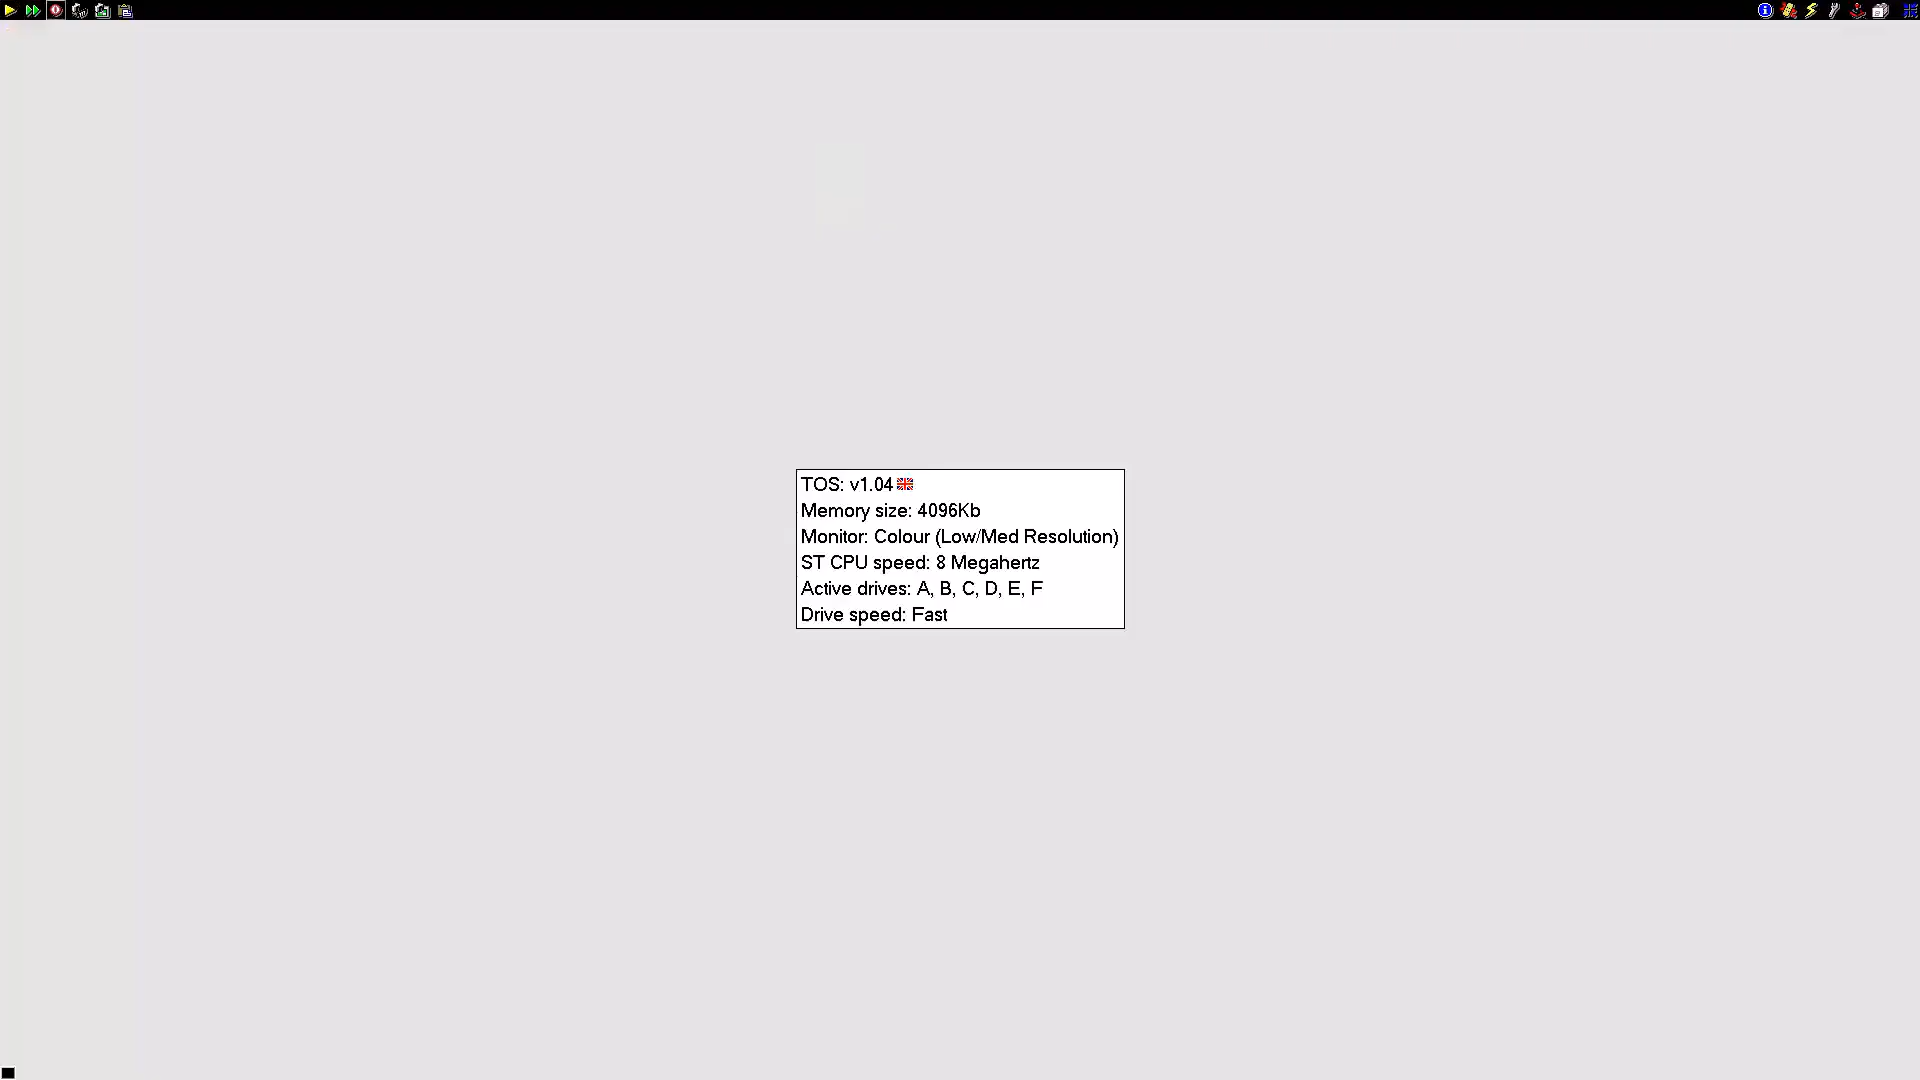 TOS: v1.04
Memory size: 4096Kb
Monitor: Colour (Low/Med Resolution)
ST CPU speed: 8 Megahertz
Active drives: A, B, C, D, E, F
Drive speed: Fast